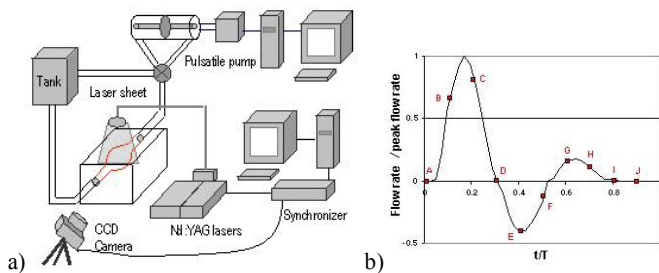 Tank
Pulsatile pump
Laser sheet
CCD
Camera
Nd:YAG lasers
Synchronizer
a)
Flow rate / peak flow rate
1
0.5
0
-0.5
0
0.2
0.4
0.6
0.8
1
A
B
C
D
E
F
G
H
I
J
t/T
b)